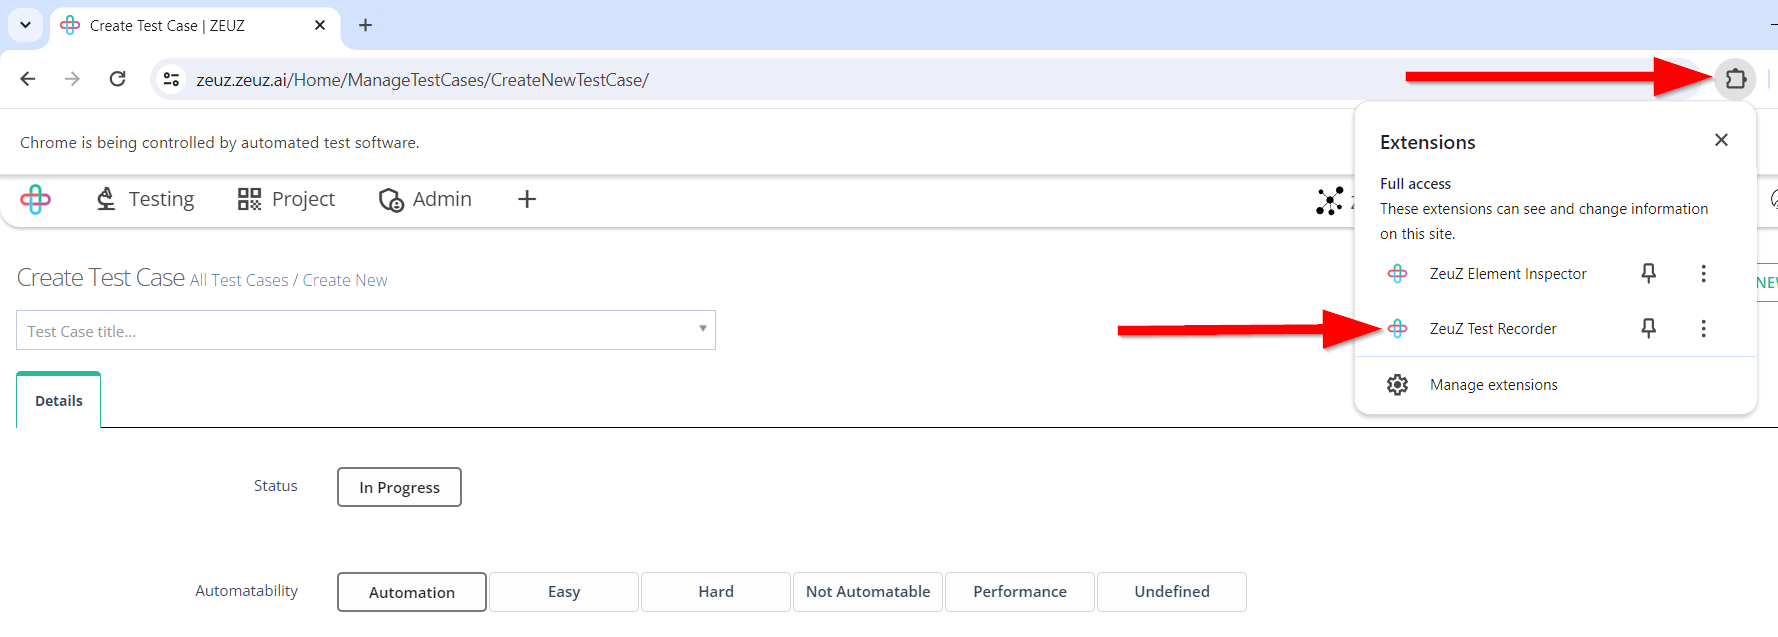 Create Test Case | ZEUZ
zeuz.zeuz.ai/Home/ManageTestCases/CreateNewTestCase/
Chrome is being controlled by automated test software.
Testing
Project
Admin
Extensions
Full access
These extensions can see and change information
on this site.
ZeuZ Element Inspector
ZeuZ Test Recorder
Manage extensions
Create Test Case All Test Cases / Create New
Test Case title...
Details
Status
In Progress
Automatability
Automation
Easy
Hard
Not Automatable
Performance
Undefined